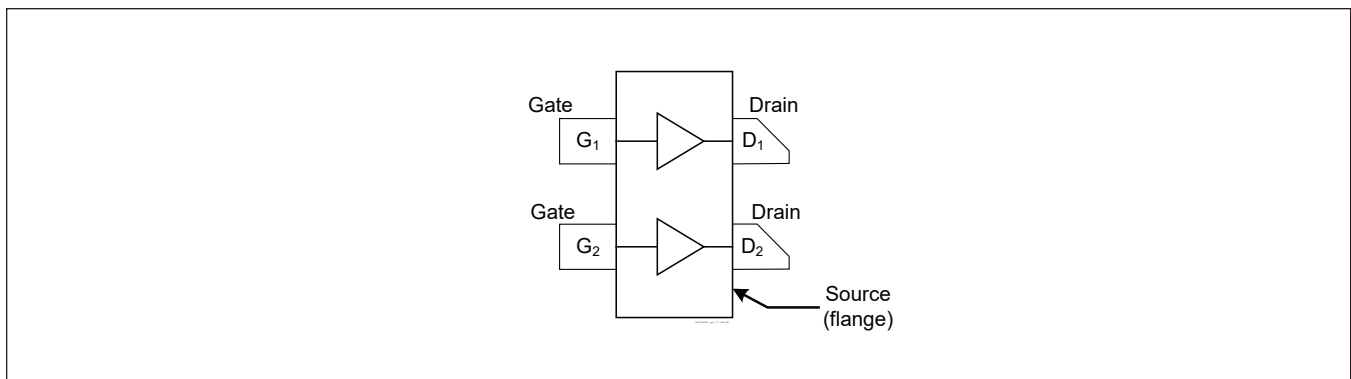 Gate
Drain
G₁
D₁
Gate
Drain
G₂
D₂
Source
(flange)